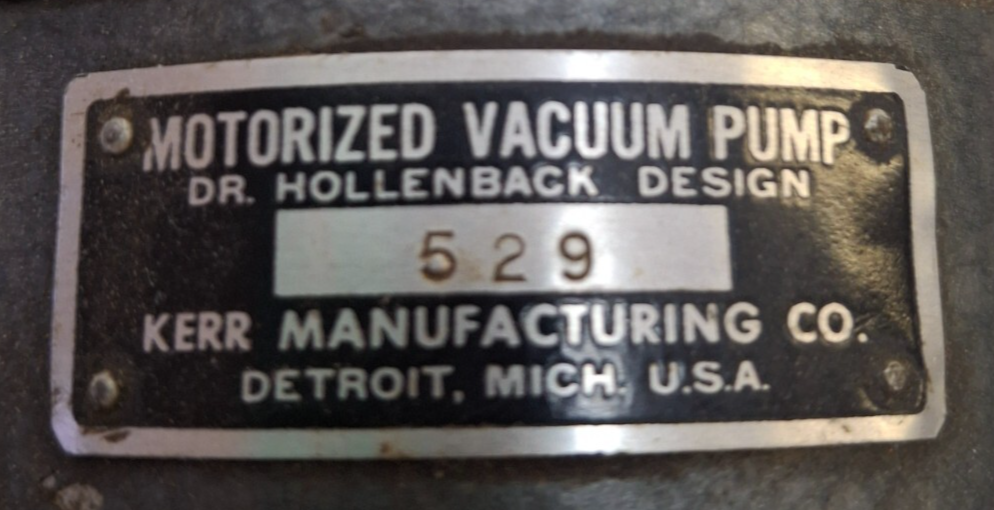 MOTORIZED VACUUM PUMP
DR. HOLLENBACK DESIGN
529
KERR MANUFACTURING CO.
DETROIT, MICH. U.S.A.